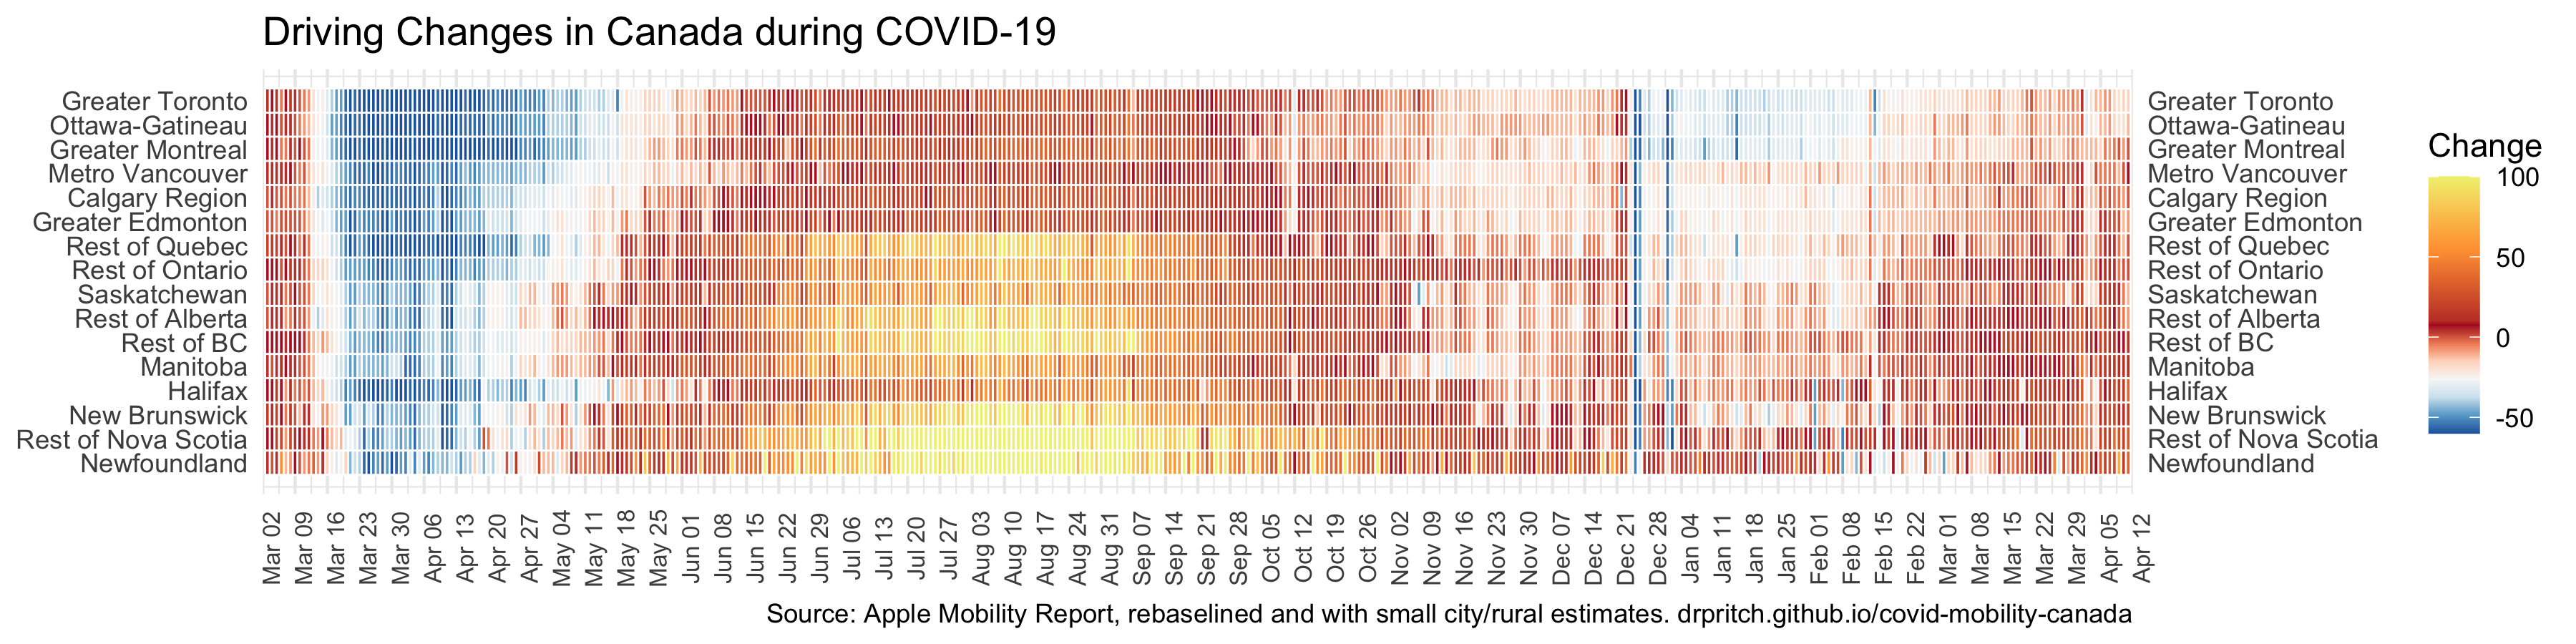 Driving Changes in Canada during COVID-19
Greater Toronto
Ottawa-Gatineau
Greater Montreal
Metro Vancouver
Calgary Region
Greater Edmonton
Rest of Quebec
Rest of Ontario
Saskatchewan
Rest of Alberta
Rest of BC
Manitoba
Halifax
New Brunswick
Rest of Nova Scotia
Newfoundland
Greater Toronto
Ottawa-Gatineau
Greater Montreal
Metro Vancouver
Calgary Region
Greater Edmonton
Rest of Quebec
Rest of Ontario
Saskatchewan
Rest of Alberta
Rest of BC
Manitoba
Halifax
New Brunswick
Rest of Nova Scotia
Newfoundland
Change
100
50
0
-50
Mar 02
Mar 09
Mar 16
Mar 23
Mar 30
Apr 06
Apr 13
Apr 20
Apr 27
May 04
May 11
May 18
May 25
Jun 01
Jun 08
Jun 15
Jun 22
Jun 29
Jul 06
Jul 13
Jul 20
Jul 27
Aug 03
Aug 10
Aug 17
Aug 24
Aug 31
Sep 07
Sep 14
Sep 21
Sep 28
Oct 05
Oct 12
Oct 19
Oct 26
Nov 02
Nov 09
Nov 16
Nov 23
Nov 30
Dec 07
Dec 14
Dec 21
Dec 28
Jan 04
Jan 11
Jan 18
Jan 25
Feb 01
Feb 08
Feb 15
Feb 22
Mar 01
Mar 08
Mar 15
Mar 22
Mar 29
Apr 05
Apr 12
Source: Apple Mobility Report, rebaselined and with small city/rural estimates. drpritch.github.io/covid-mobility-canada